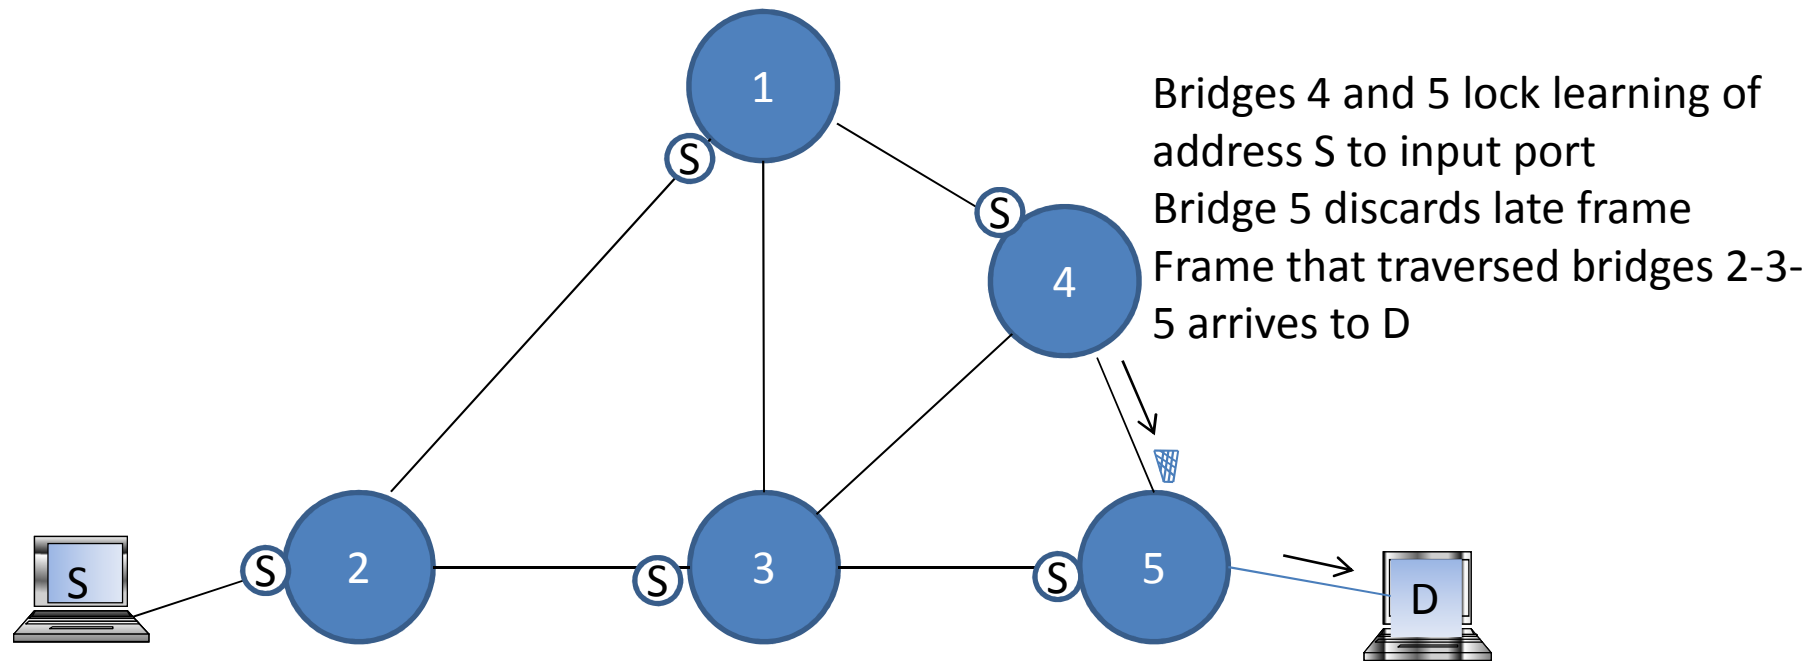 1
Bridges 4 and 5 lock learning of
address S to input port
Bridge 5 discards late frame
Frame that traversed bridges 2-3-
5 arrives to D
S
S
4
S
S
2
S
3
S
5
D